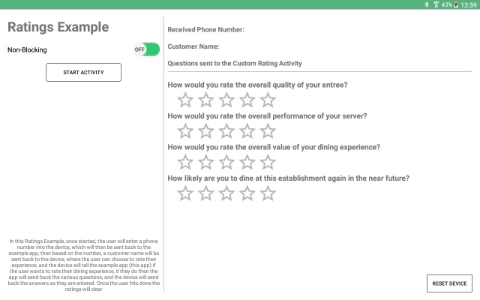 43% 13:59
Ratings Example
Non-Blocking
OFF
START ACTIVITY
In this Ratings Example, once started, the user will enter a phone
number into the device, which will then be sent back to the
example app, then based on the number, a customer name will be
sent back to the device, where the user can choose to rate their
experience, and the device will tell the example app (this app) if
the user wants to rate their dining experience, if they do then the
app will send back the various questions, and the device will send
back the answers as they are entered. Once the user hits done the
ratings will clear
Received Phone Number:
Customer Name:
Questions sent to the Custom Rating Activity
How would you rate the overall quality of your entree?
How would you rate the overall performance of your server?
How would you rate the overall value of your dining experience?
How likely are you to dine at this establishment again in the near future?
RESET DEVICE